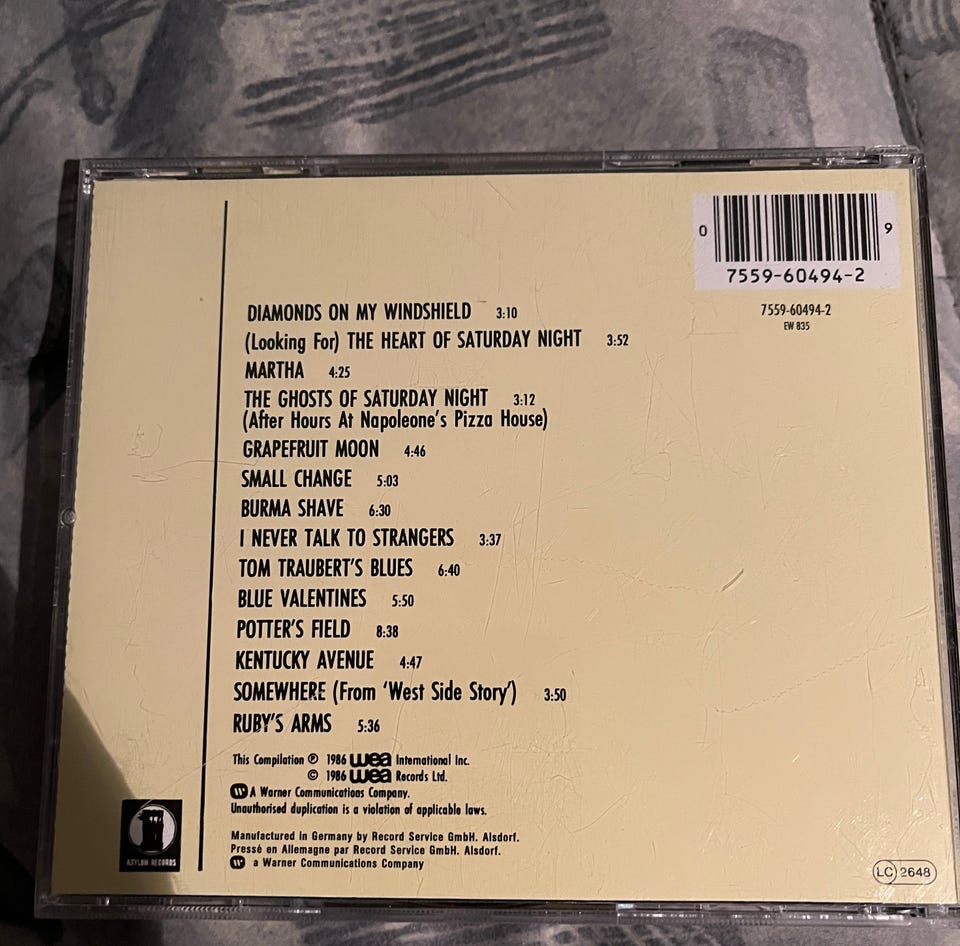 0 9
7559-60494-2
7559-60494-2
EW 835
DIAMONDS ON MY WINDSHIELD 3:10
(Looking For) THE HEART OF SATURDAY NIGHT 3:52
MARTHA 4:25
THE GHOSTS OF SATURDAY NIGHT 3:12
(After Hours At Napoleone's Pizza House)
GRAPEFRUIT MOON 4:46
SMALL CHANGE 5:03
BURMA SHAVE 6:30
I NEVER TALK TO STRANGERS 3:37
TOM TRAUBERT'S BLUES 6:40
BLUE VALENTINES 5:50
POTTER'S FIELD 8:38
KENTUCKY AVENUE 4:47
SOMEWHERE (From 'West Side Story') 3:50
RUBY'S ARMS 5:36
This Compilation ℗ 1986 wea International Inc.
© 1986 wea Records Ltd.
A Warner Communications Company.
Unauthorised duplication is a violation of applicable laws.
Manufactured in Germany by Record Service GmbH. Alsdorf.
Pressé en Allemagne par Record Service GmbH. Alsdorf.
a Warner Communications Company
ASYLUM RECORDS
LC 2648